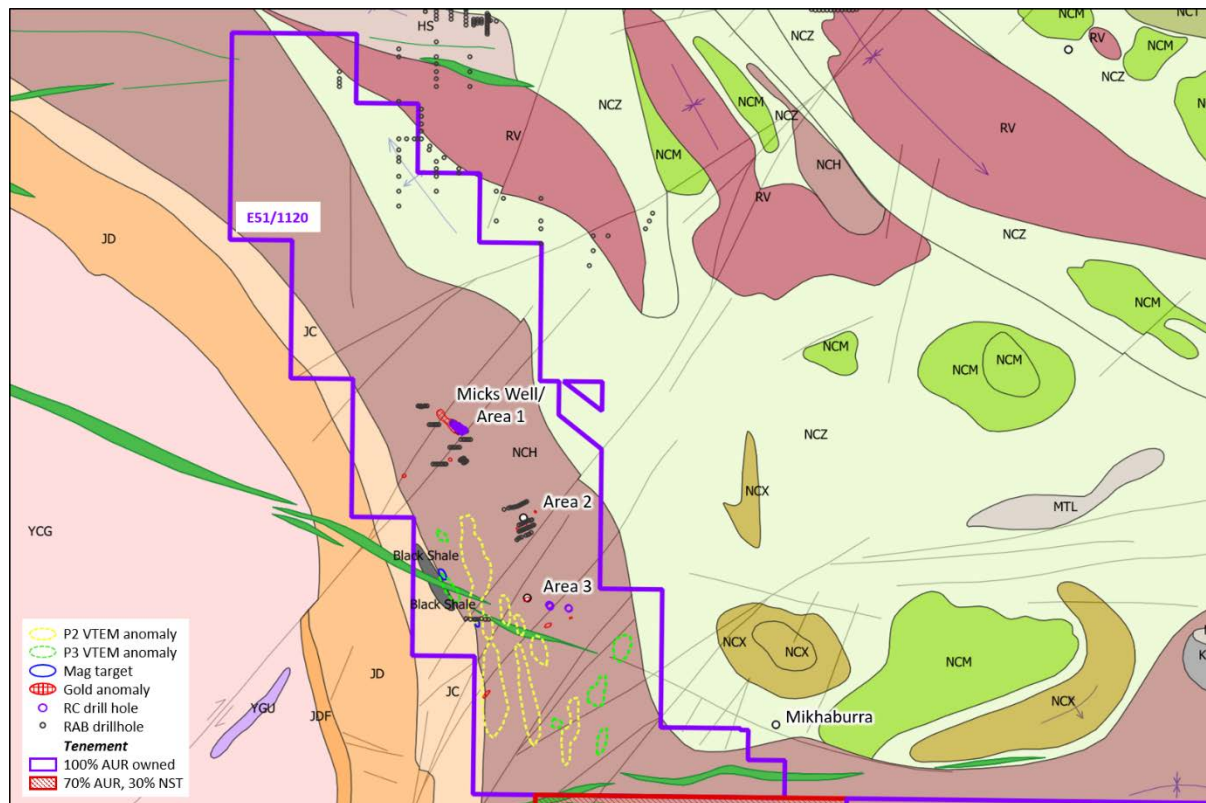 HS
NCM
NCT
RV
NCM
NCZ
NCZ
NCM
NCZ
NCZ
RV
NCM
NCH
RV
RV
NCZ
E51/1120
JD
NCM
JC
NCM
NCM
NCM
Micks Well/
Area 1
NCH
NCZ
NCX
Area 2
MTL
YCG
Black Shale
Area 3
Black Shale
NCX
NCX
NCM
K
JD
JC
NCX
YGU
JDF
Mikhaburra
P2 VTEM anomaly
P3 VTEM anomaly
Mag target
Gold anomaly
RC drill hole
RAB drillhole
Tenement
100% AUR owned
70% AUR, 30% NST